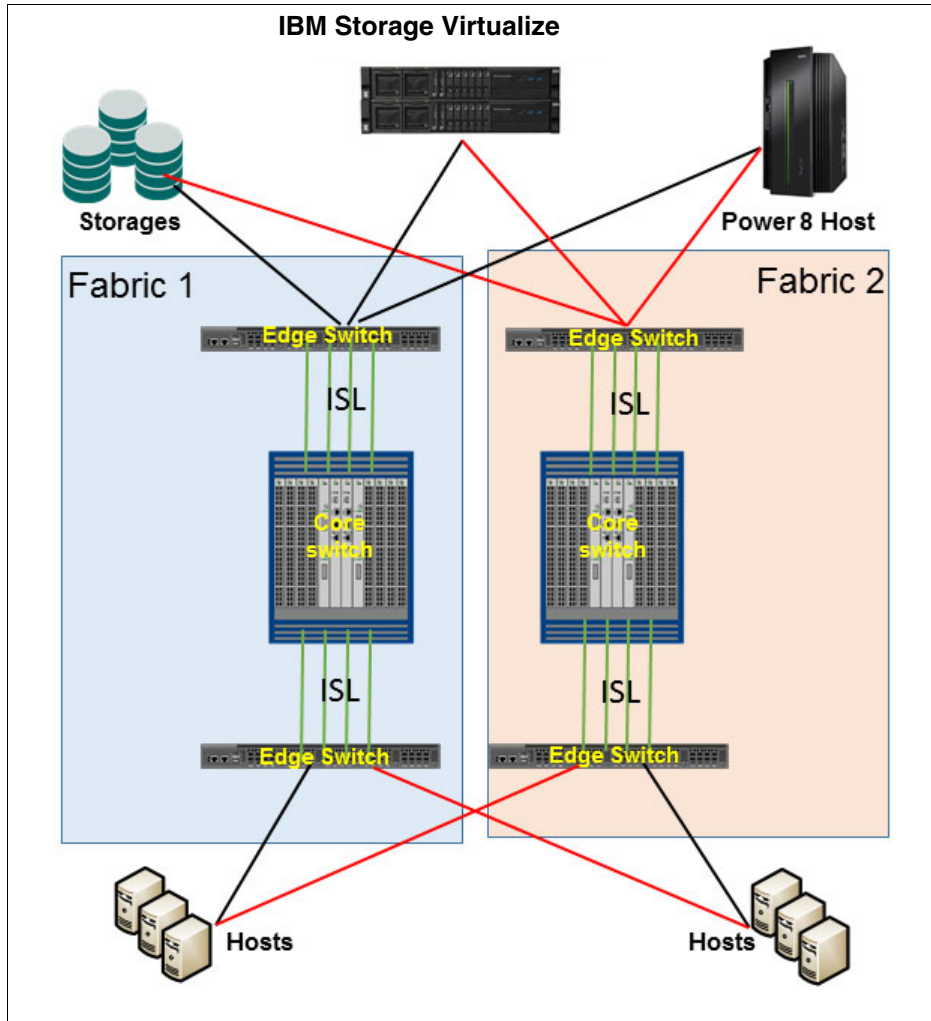 IBM Storage Virtualize
Storages
Power 8 Host
Fabric 1
Fabric 2
Edge Switch
Edge Switch
ISL
ISL
Core
switch
Core
switch
ISL
ISL
Edge Switch
Edge Switch
Hosts
Hosts